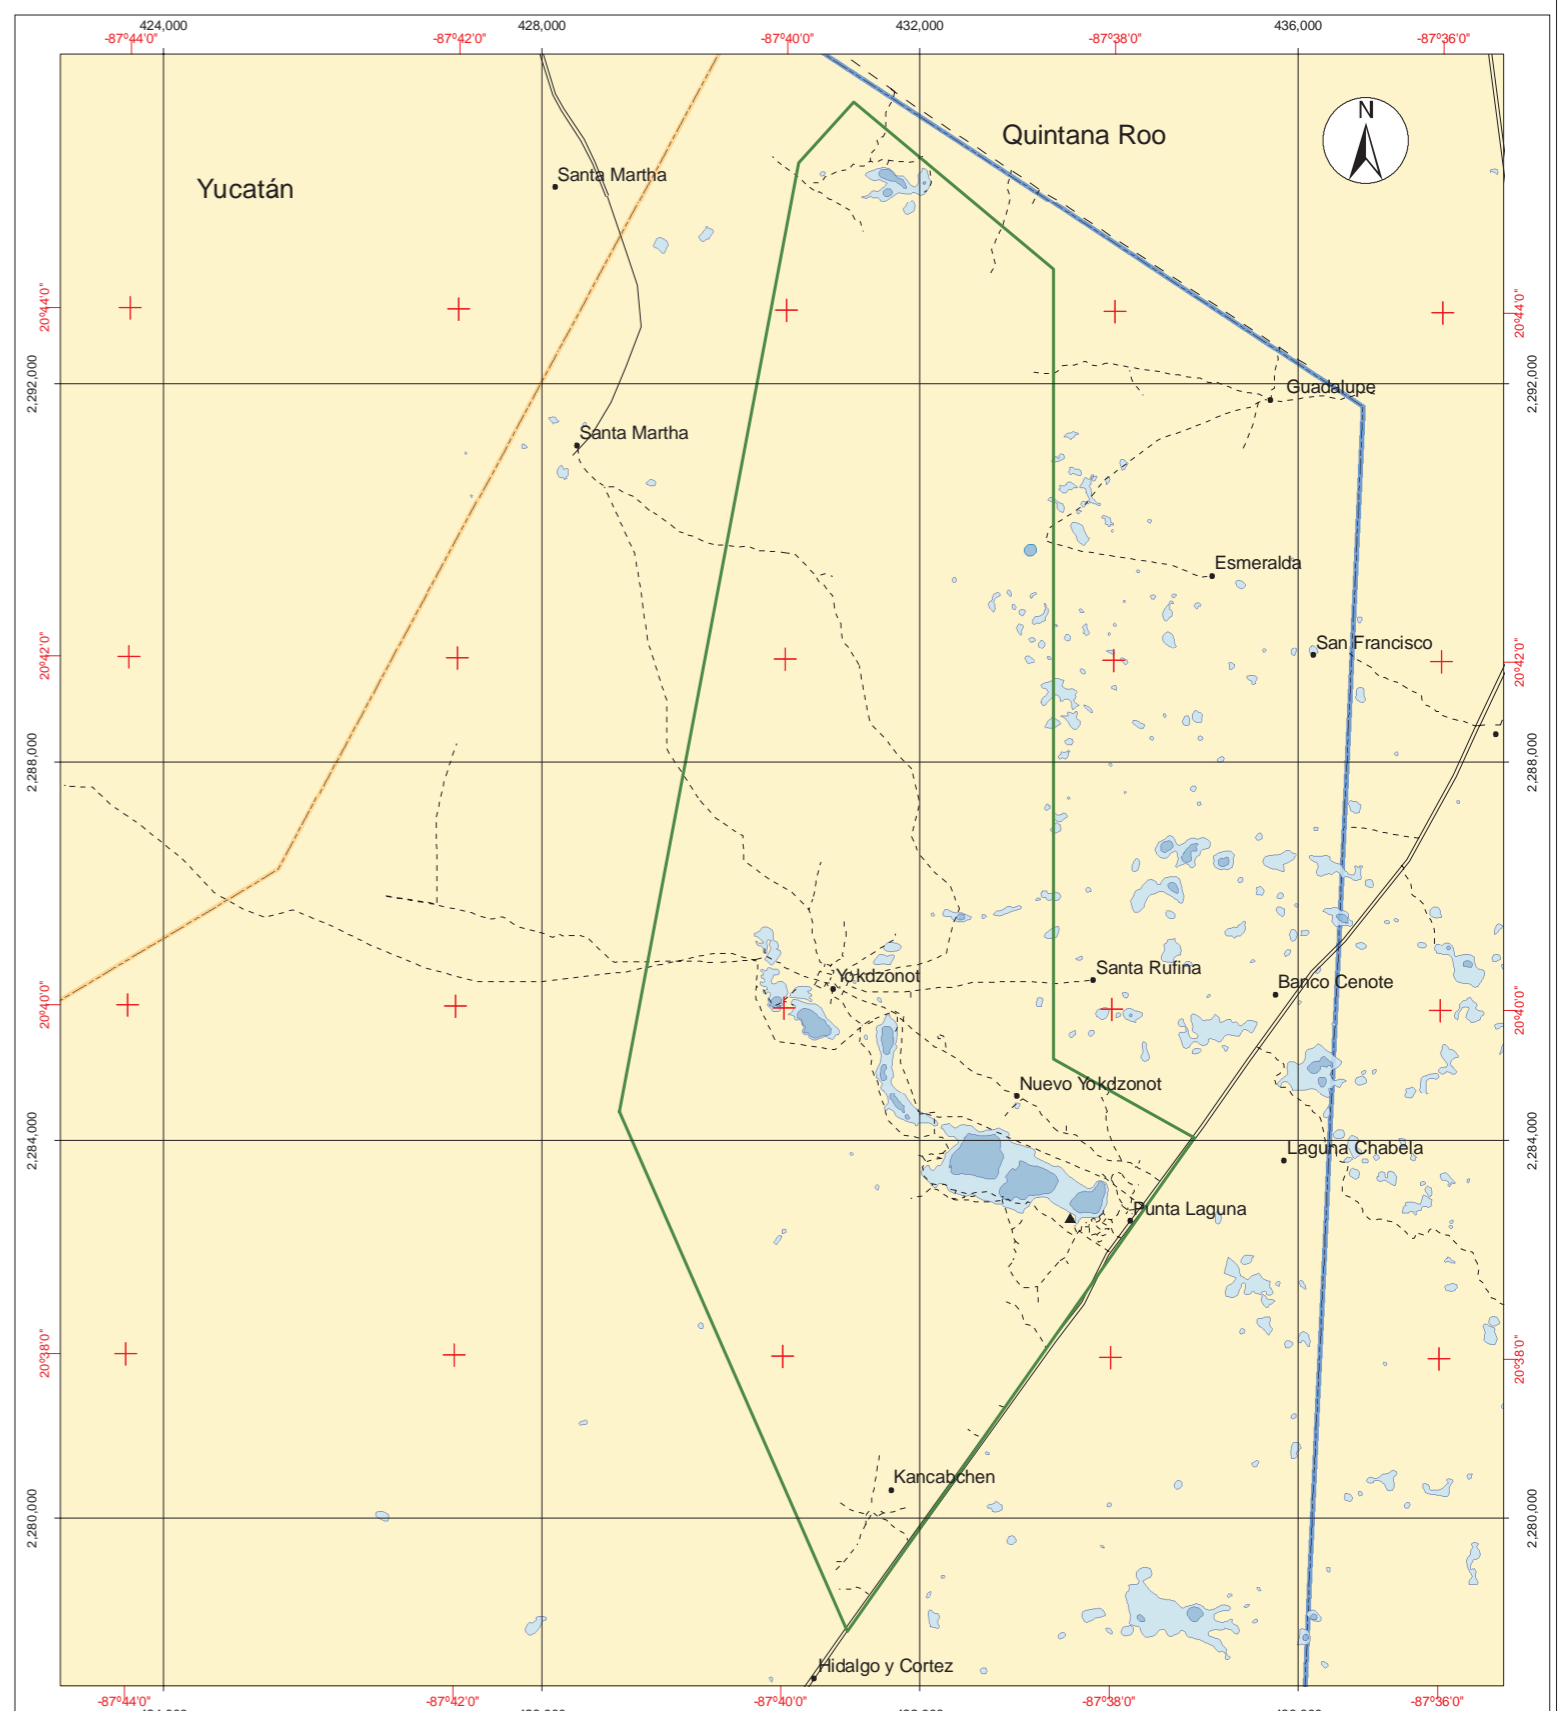 424,000 428,000 432,000 436,000
-87°44'0" -87°42'0" -87°40'0" -87°38'0" -87°36'0"
N
Quintana Roo
Yucatán
Santa Martha
20°44'0" 20°44'0"
2,292,000 2,292,000
Guadalupe
Santa Martha
Esmeralda
San Francisco
20°42'0" 20°42'0"
2,288,000 2,288,000
Santa Rufina
Yokdzonot
Banco Cenote
20°40'0" 20°40'0"
Nuevo Yokdzonot
2,284,000 2,284,000
Laguna Chabela
Punta Laguna
20°38'0" 20°38'0"
Kancabchen
2,280,000 2,280,000
Hidalgo y Cortez
-87°44'0" -87°42'0" -87°40'0" -87°38'0" -87°36'0"